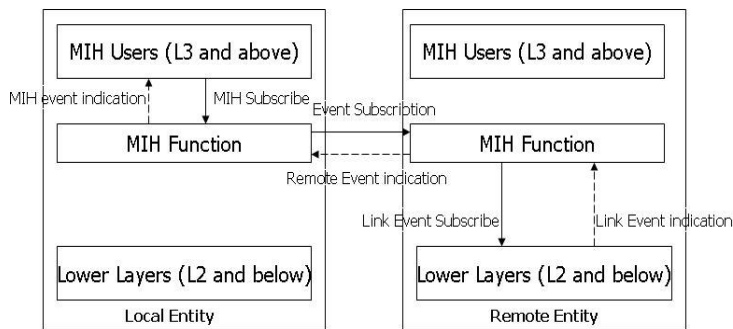 MIH Users (L3 and above)
MIH Users (L3 and above)
MIH event indication
MIH Subscribe
Event Subscription
MIH Function
MIH Function
Remote Event indication
Link Event Subscribe
Link Event indication
Lower Layers (L2 and below)
Lower Layers (L2 and below)
Local Entity
Remote Entity